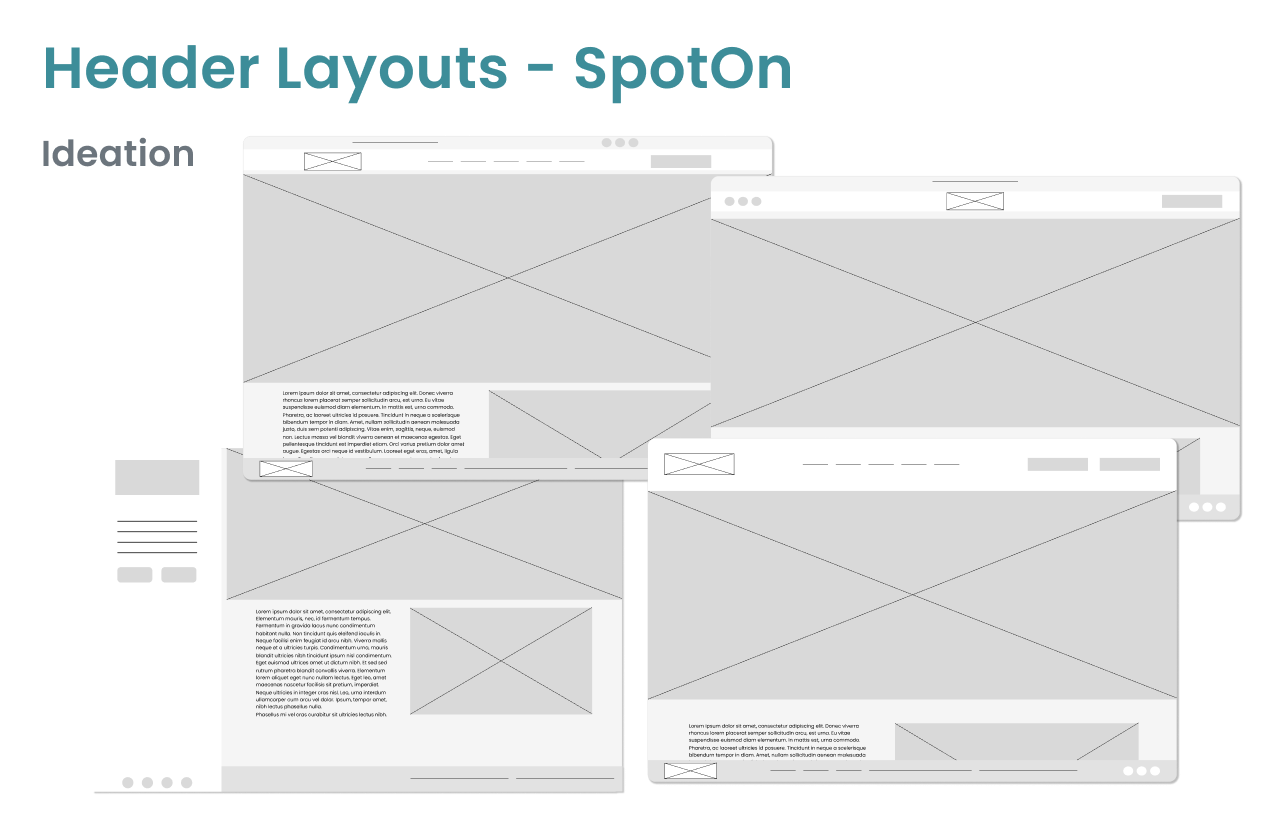 Header Layouts - SpotOn
Ideation
Lorem ipsum dolor sit amet, consectetur adipiscing elit. Donec viverra
rhoncus lorem placerat semper sollicitudin arcu, est urna. Eu vitae
suspendisse euismod diam elementum. In mattis est, urna commodo.
Pharetra, ac laoreet ultricies id posuere. Tincidunt in neque a scelerisque
bibendum tempor in diam. Amet, nullam sollicitudin aenean malesuada
justo, duis sem potenti adipiscing. Vitae enim, sagittis, neque, euismod
non. Lectus massa vel blandit viverra aenean et maecenas egestas. Eget
pellentesque tincidunt est imperdiet etiam. Orci varius pretium dolor amet
augue. Egestas orci neque id vestibulum. Laoreet eget eros, amet, ligula
Lorem ipsum dolor sit amet, consectetur adipiscing elit.
Elementum mauris, nec, id fermentum tempus.
Fermentum in gravida lacus nunc condimentum
habitant nulla. Non tincidunt quis eleifend iaculis in.
Neque facilisi enim feugiat id arcu nibh. Viverra mattis
neque et a ultricies turpis. Condimentum urna, mauris
blandit ultricies nibh tincidunt ipsum nisl condimentum.
Eget euismod ultrices amet ut dictum nibh. Et sed sed
rutrum pharetra blandit convallis viverra. Elementum
lorem aliquet eget nunc nullam lectus. Eget leo, amet
maecenas nascetur facilisis sit pretium, imperdiet.
Neque ultricies in integer cras nisl. Leo, urna interdum
ullamcorper cum arcu vel dolor. Ipsum, tempor amet,
nibh lectus phasellus nulla.
Phasellus mi vel cras curabitur sit ultricies lectus nibh.
Lorem ipsum dolor sit amet, consectetur adipiscing elit. Donec viverra
rhoncus lorem placerat semper sollicitudin arcu, est urna. Eu vitae
suspendisse euismod diam elementum. In mattis est, urna commodo.
Pharetra, ac laoreet ultricies id posuere. Tincidunt in neque a scelerisque
bibendum tempor in diam. Amet, nullam sollicitudin aenean malesuada